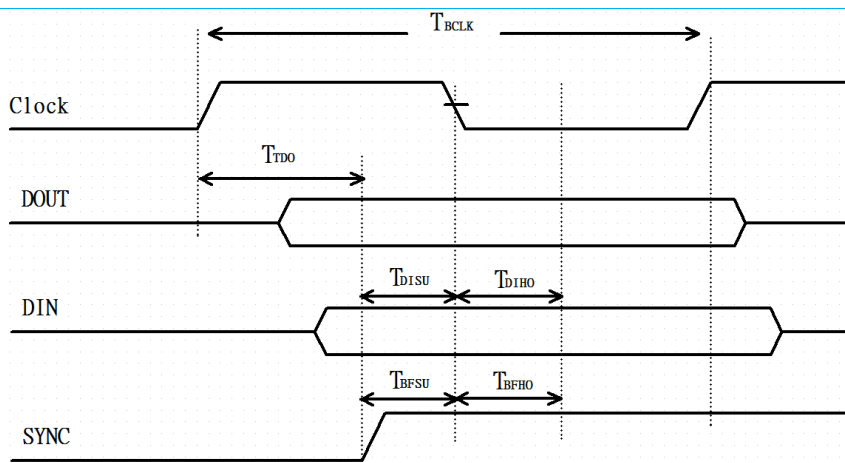 TBCLK
Clock
TTDO
DOUT
TDISU TDIHO
DIN
TBFSU TBFHO
SYNC